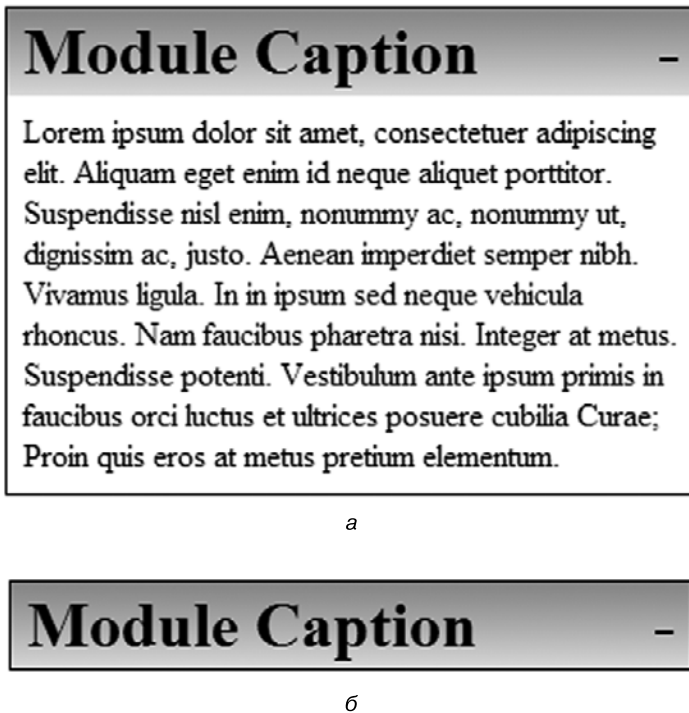 Module Caption -
Lorem ipsum dolor sit amet, consectetuer adipiscing
elit. Aliquam eget enim id neque aliquet porttitor.
Suspendisse nisl enim, nonummy ac, nonummy ut,
dignissim ac, justo. Aenean imperdiet semper nibh.
Vivamus ligula. In in ipsum sed neque vehicula
rhoncus. Nam faucibus pharetra nisi. Integer at metus.
Suspendisse potenti. Vestibulum ante ipsum primis in
faucibus orci luctus et ultrices posuere cubilia Curae;
Proin quis eros at metus pretium elementum.
а
Module Caption -
б